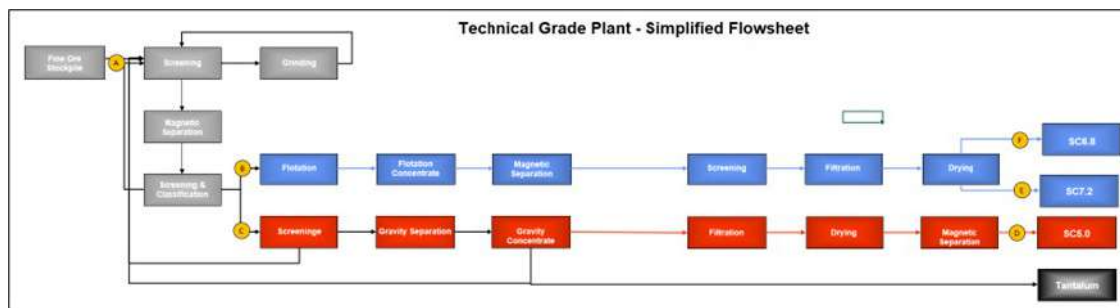 Technical Grade Plant - Simplified Flowsheet
Fine Ore
Stockpile
A
Screening
Grinding
Magnetic
Separation
Screening &
Classification
B
Flotation
Flotation
Concentrate
Magnetic
Separation
Screening
Filtration
Drying
F
SC6.8
E
SC7.2
C
Screeninge
Gravity Separation
Gravity
Concentrate
Filtration
Drying
Magnetic
Separation
D
SC5.0
Tantalum